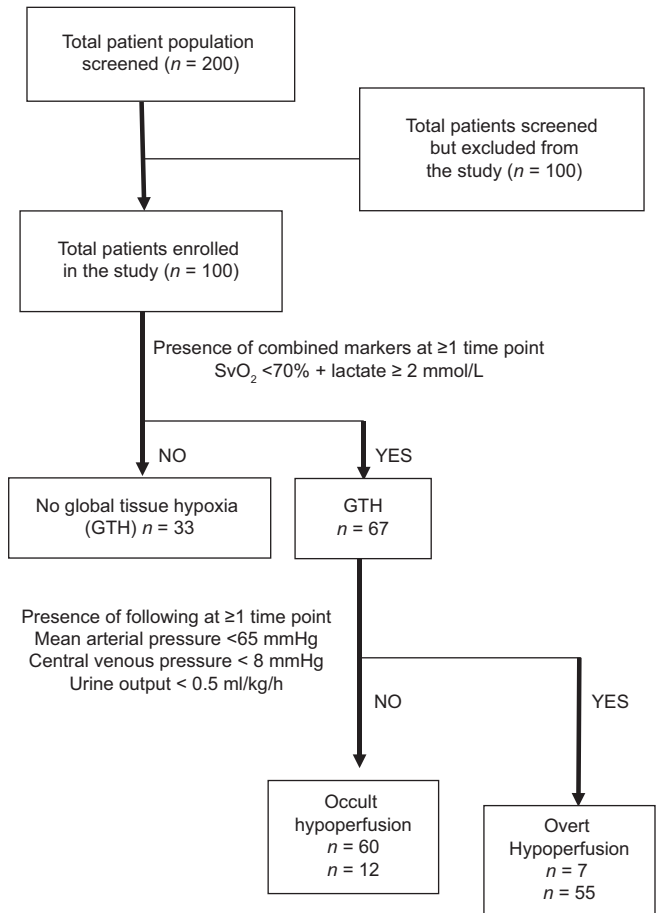 Total patient population
screened (n = 200)
Total patients screened
but excluded from
the study (n = 100)
Total patients enrolled
in the study (n = 100)
Presence of combined markers at ≥1 time point
SvO₂ <70% + lactate ≥ 2 mmol/L
NO
YES
No global tissue hypoxia
(GTH) n = 33
GTH
n = 67
Presence of following at ≥1 time point
Mean arterial pressure <65 mmHg
Central venous pressure < 8 mmHg
Urine output < 0.5 ml/kg/h
NO
YES
Occult
hypoperfusion
n = 60
n = 12
Overt
Hypoperfusion
n = 7
n = 55